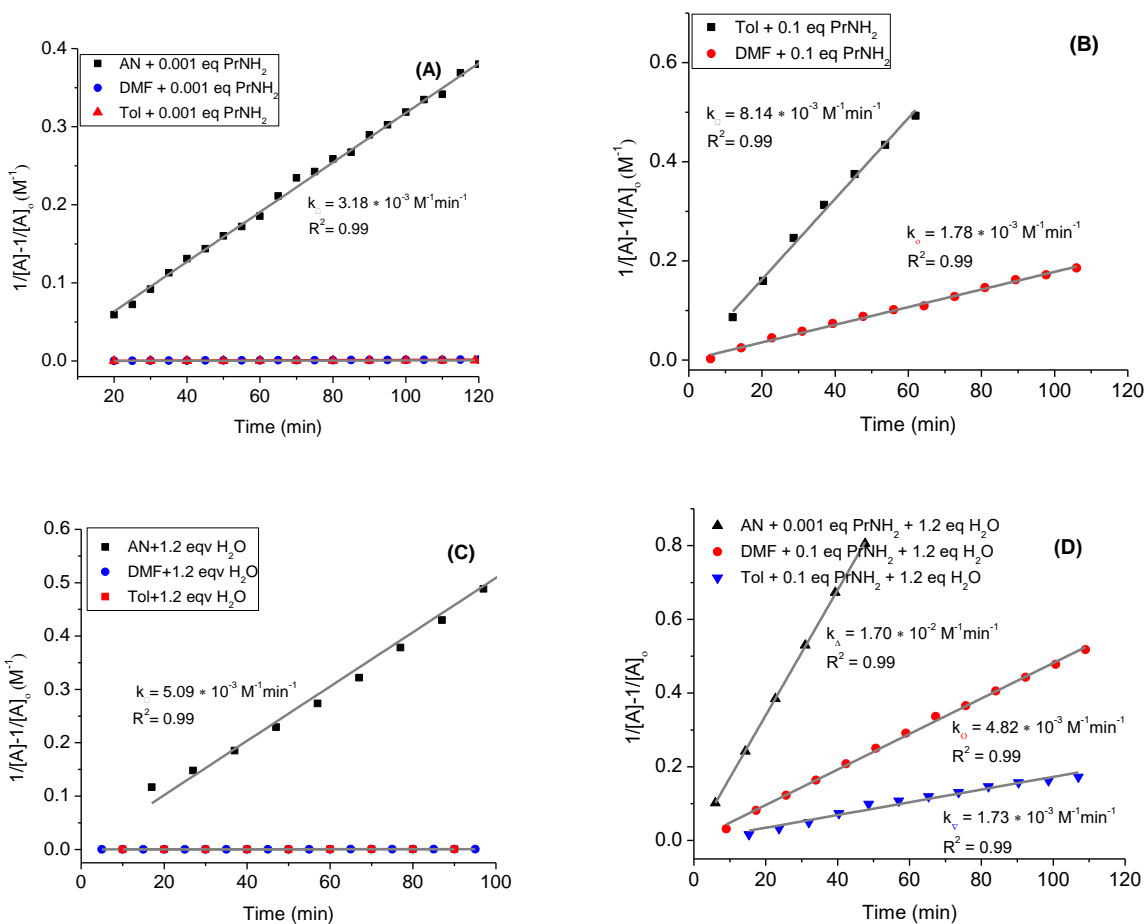 AN + 0.001 eq PrNH₂
DMF + 0.001 eq PrNH₂
Tol + 0.001 eq PrNH₂
(A)
0.4
0.3
0.2
0.1
0.0
1/[A]-1/[A]ₒ (M⁻¹)
k□ = 3.18 * 10⁻³ M⁻¹min⁻¹
R² = 0.99
20 40 60 80 100 120
Time (min)
Tol + 0.1 eq PrNH₂
DMF + 0.1 eq PrNH₂
(B)
0.6
0.4
0.2
0.0
1/[A]-1/[A]ₒ (M⁻¹)
k□ = 8.14 * 10⁻³ M⁻¹min⁻¹
R² = 0.99
kₒ = 1.78 * 10⁻³ M⁻¹min⁻¹
R² = 0.99
0 20 40 60 80 100 120
Time (min)
AN+1.2 eqv H₂O
DMF+1.2 eqv H₂O
Tol+1.2 eqv H₂O
(C)
0.6
0.5
0.4
0.3
0.2
0.1
0.0
1/[A]-1/[A]ₒ (M⁻¹)
k□= 5.09 * 10⁻³ M⁻¹min⁻¹
R² = 0.99
0 20 40 60 80 100
Time (min)
AN + 0.001 eq PrNH₂ + 1.2 eq H₂O
DMF + 0.1 eq PrNH₂ + 1.2 eq H₂O
Tol + 0.1 eq PrNH₂ + 1.2 eq H₂O
(D)
0.8
0.6
0.4
0.2
0.0
1/[A]-1/[A]ₒ
k△ = 1.70 * 10⁻² M⁻¹min⁻¹
R² = 0.99
kO = 4.82 * 10⁻³ M⁻¹min⁻¹
R² = 0.99
k▽ = 1.73 * 10⁻³ M⁻¹min⁻¹
R² = 0.99
0 20 40 60 80 100 120
Time (min)